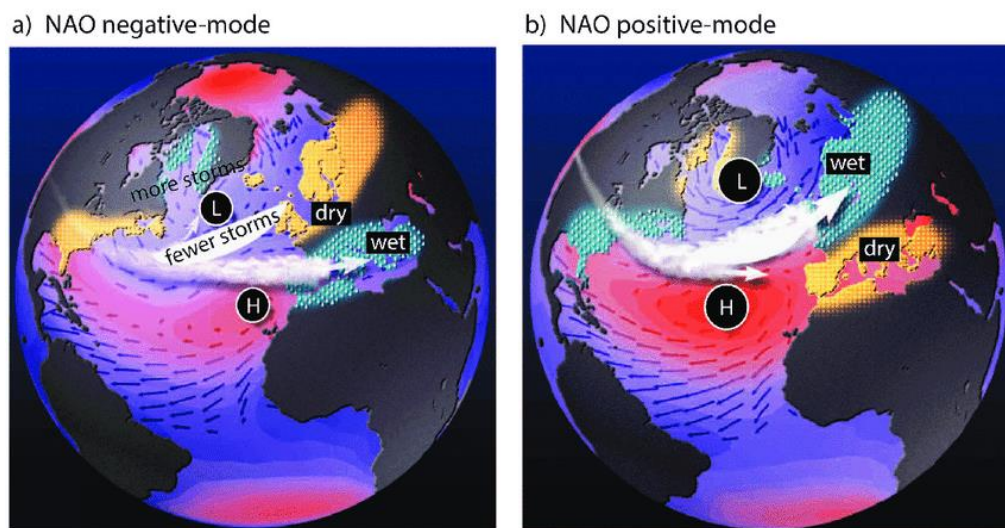 a) NAO negative-mode
more storms
L
fewer storms
dry
wet
H
b) NAO positive-mode
wet
L
dry
H